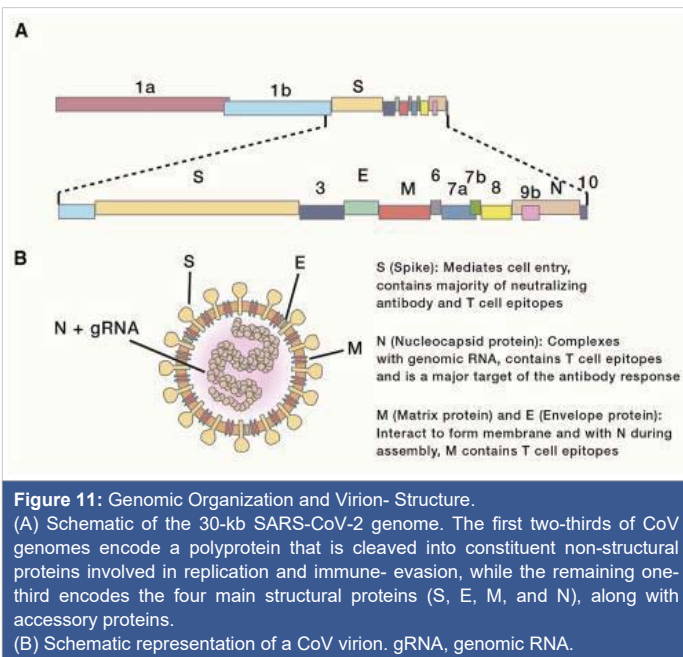 A
1a
1b
S
S
3
E
M
6
7a
7b
8
9b
N
10
B
S
E
N + gRNA
M
S (Spike): Mediates cell entry,
contains majority of neutralizing
antibody and T cell epitopes
N (Nucleocapsid protein): Complexes
with genomic RNA, contains T cell epitopes
and is a major target of the antibody response
M (Matrix protein) and E (Envelope protein):
Interact to form membrane and with N during
assembly, M contains T cell epitopes
Figure 11: Genomic Organization and Virion- Structure.
(A) Schematic of the 30-kb SARS-CoV-2 genome. The first two-thirds of CoV
genomes encode a polyprotein that is cleaved into constituent non-structural
proteins involved in replication and immune- evasion, while the remaining one-
third encodes the four main structural proteins (S, E, M, and N), along with
accessory proteins.
(B) Schematic representation of a CoV virion. gRNA, genomic RNA.